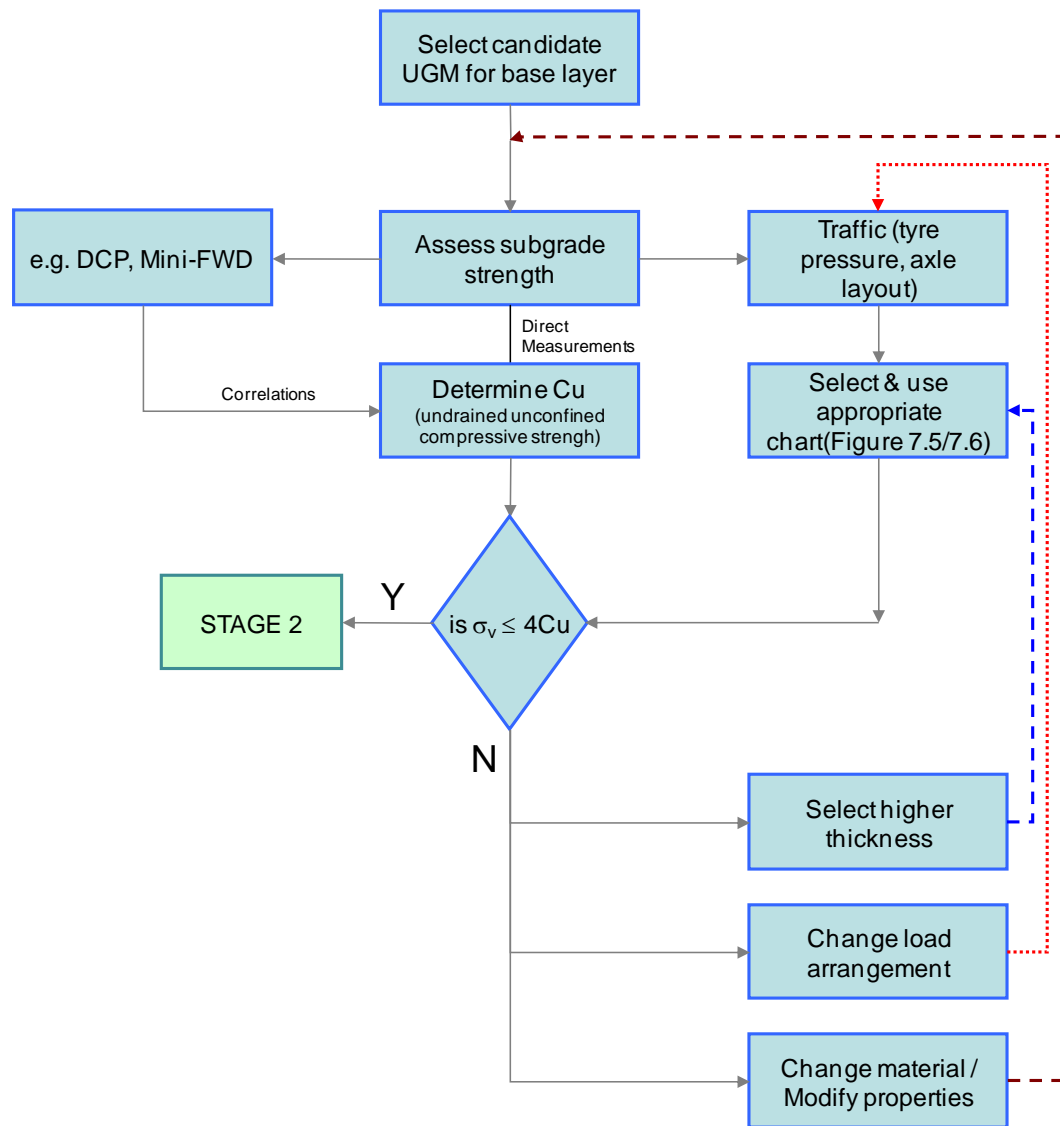 Select candidate
UGM for base layer
e.g. DCP, Mini-FWD
Assess subgrade
strength
Traffic (tyre
pressure, axle
layout)
Direct
Measurements
Correlations
Determine Cu
(undrained unconfined
compressive strengh)
Select & use
appropriate
chart(Figure 7.5/7.6)
STAGE 2
Y
is σv ≤ 4Cu
N
Select higher
thickness
Change load
arrangement
Change material /
Modify properties